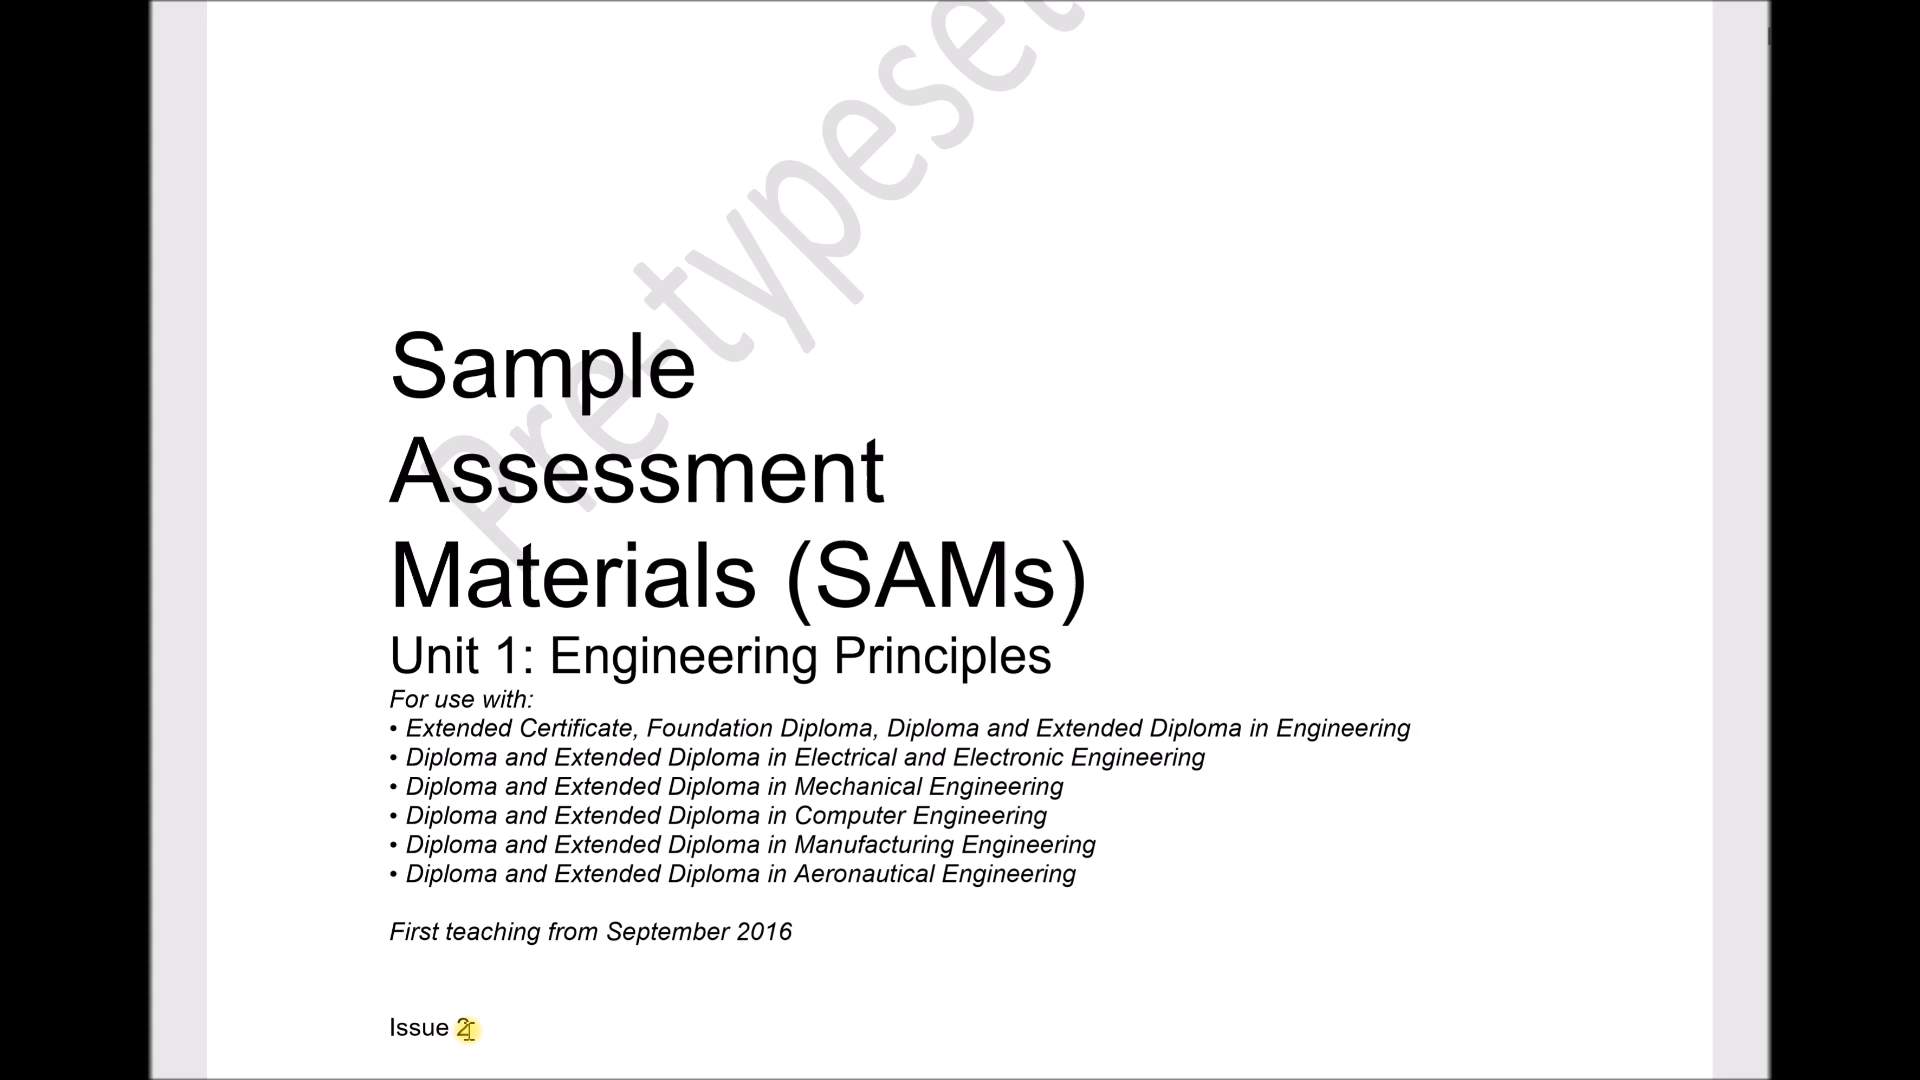 Pre-typeset
Sample
Assessment
Materials (SAMs)
Unit 1: Engineering Principles
For use with:
• Extended Certificate, Foundation Diploma, Diploma and Extended Diploma in Engineering
• Diploma and Extended Diploma in Electrical and Electronic Engineering
• Diploma and Extended Diploma in Mechanical Engineering
• Diploma and Extended Diploma in Computer Engineering
• Diploma and Extended Diploma in Manufacturing Engineering
• Diploma and Extended Diploma in Aeronautical Engineering
First teaching from September 2016
Issue 2